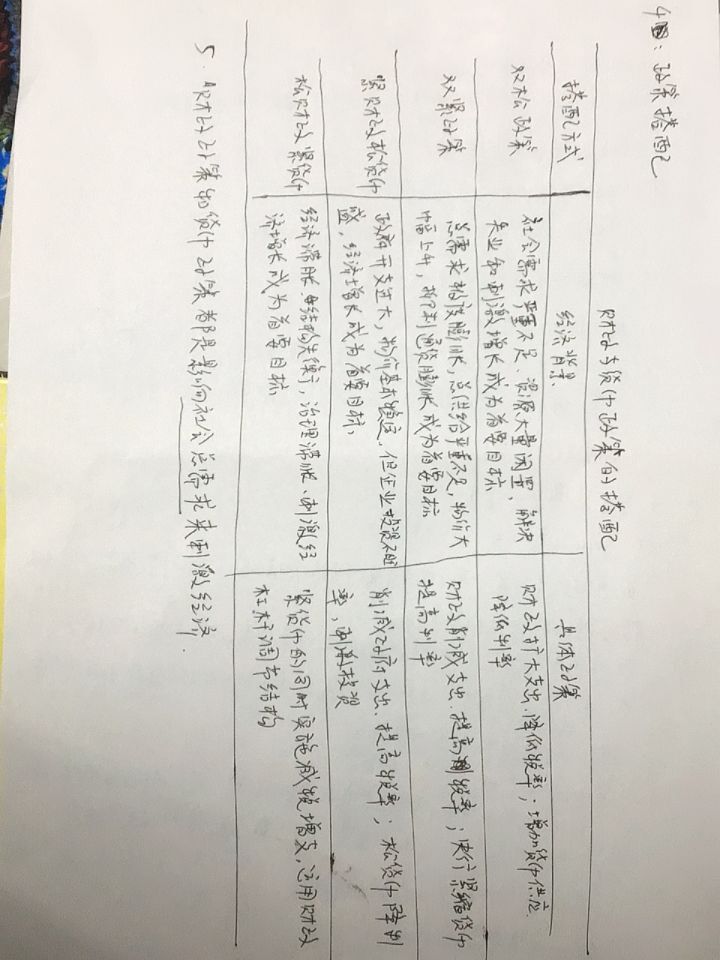 4：政策搭配
财政与货币政策的搭配
搭配方式 经济背景 具体政策
双松政策 社会需求严重不足、资源大量闲置、解决 财政扩大支出、降低税率；增加货币供应、
失业和刺激增长成为首要目标 降低利率
双紧政策 总需求极度膨胀，总供给严重不足，物价大 财政削减支出、提高税率；央行紧缩货币
幅上升，抑制通货膨胀成为首要目标 提高利率
紧财政松货币 政府开支过大，物价基本稳定，但企业投资不旺 削减政府支出、提高税率；松货币降利
盛，经济增长成为首要目标。 率，刺激投资
松财政紧货币 经济滞胀 结构失衡，治理滞胀、刺激经 紧货币的同时实施减税增支，运用财政
济增长成为首要目标 杠杆调节结构
5. 财政政策和货币政策都是影响社会总需求来刺激经济.